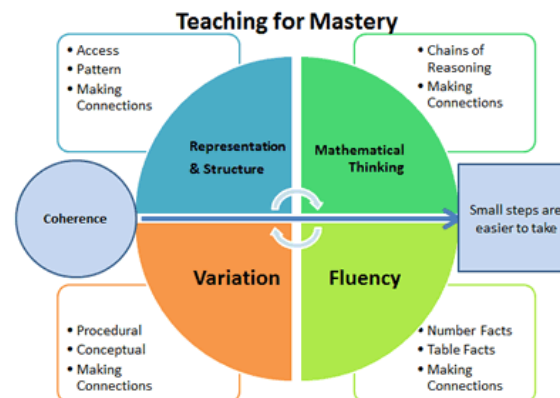 Teaching for Mastery
• Access
• Pattern
• Making
Connections
• Chains of
Reasoning
• Making
Connections
Representation
& Structure
Mathematical
Thinking
Coherence
Small steps are
easier to take
Variation
Fluency
• Procedural
• Conceptual
• Making
Connections
• Number Facts
• Table Facts
• Making
Connections